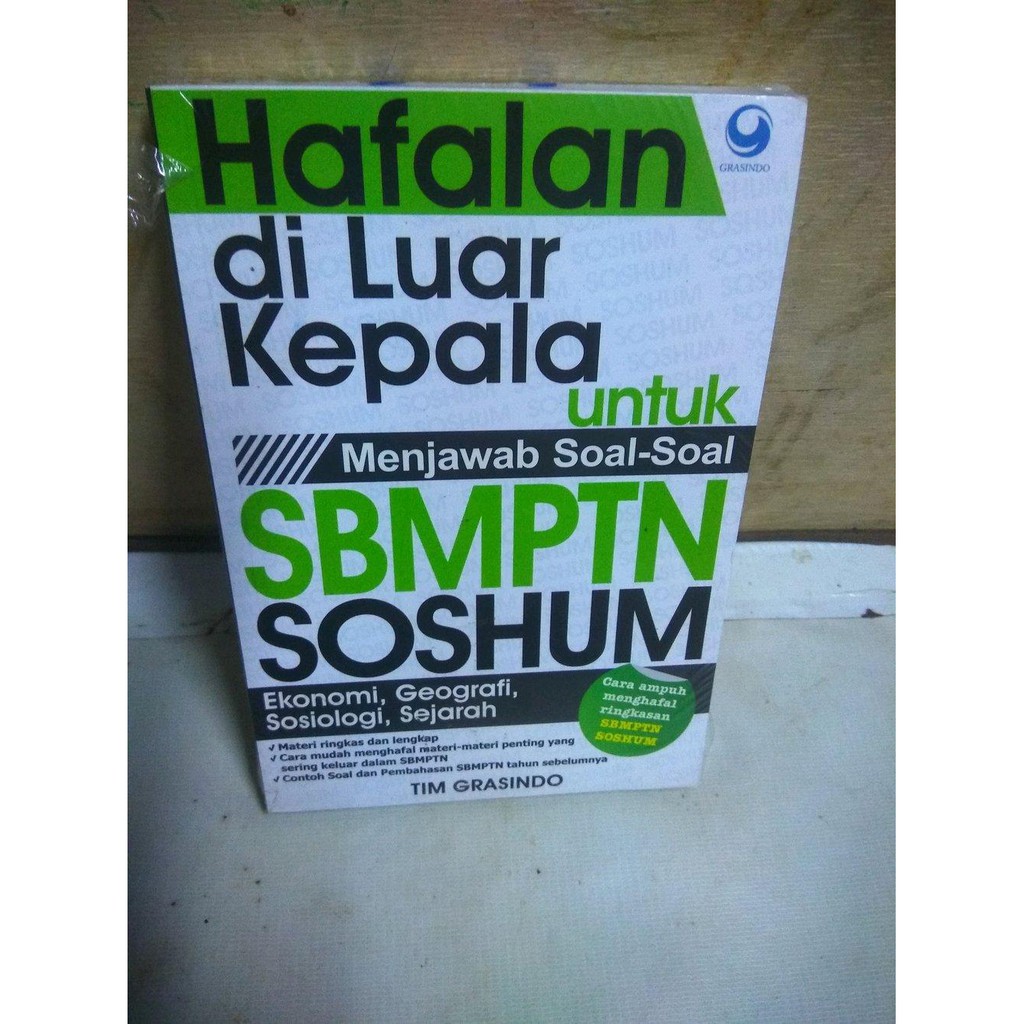 Hafalan
GRASINDO
di Luar
Kepala
untuk
Menjawab Soal-Soal
SBMPTN
SOSHUM
Ekonomi, Geografi,
Sosiologi, Sejarah
Cara ampuh
menghafal
ringkasan
SBMPTN
SOSHUM
√ Materi ringkas dan lengkap
√ Cara mudah menghafal materi-materi penting yang
sering keluar dalam SBMPTN
√ Contoh Soal dan Pembahasan SBMPTN tahun sebelumnya
TIM GRASINDO